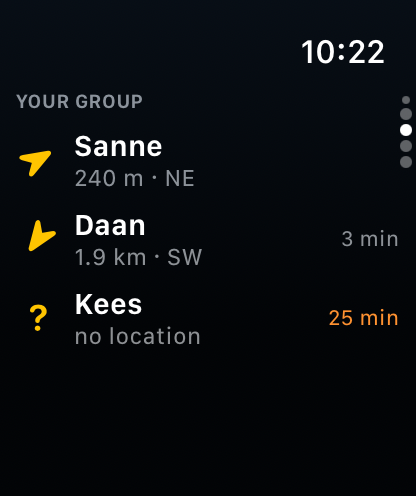 10:22
YOUR GROUP
Sanne
240 m · NE
Daan
1.9 km · SW
3 min
?
Kees
no location
25 min